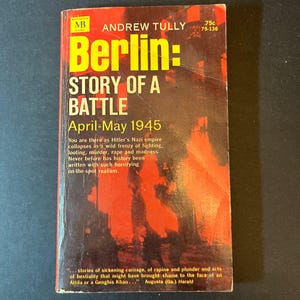 MB
ANDREW TULLY
75c
75-136
Berlin:
STORY OF A
BATTLE
April-May 1945
You are there as Hitler's Nazi empire
collapses in a wild frenzy of fighting,
looting, murder, rape and madness
Never before has history been
written with such horrifying
on-the-spot realism.
"...stories of sickening carnage, of rapine and plunder and acts
of bestiality that might have brought shame to the face of an
Attila or a Genghis Khan..." Augusta (Ga.) Herald